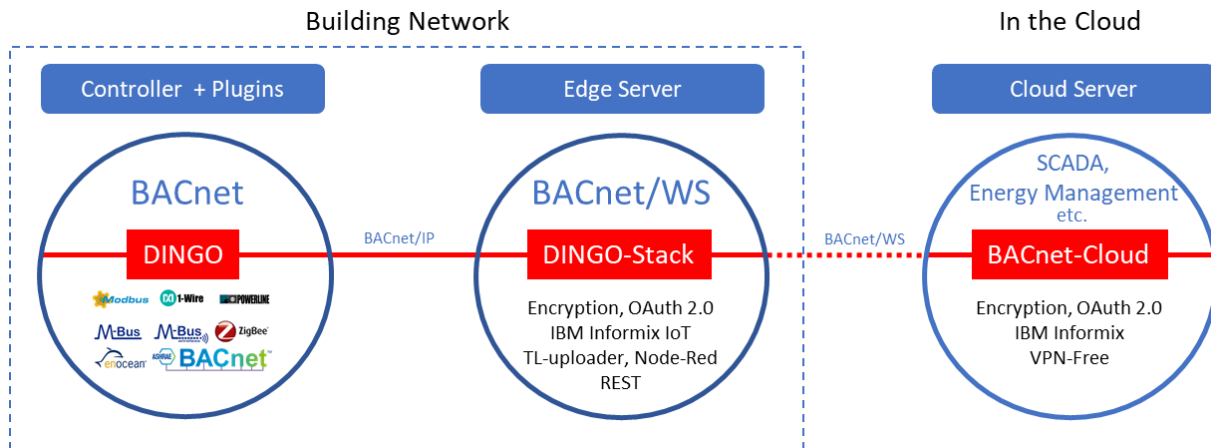 Building Network
In the Cloud
Controller + Plugins
Edge Server
Cloud Server
BACnet
DINGO
Modbus
1-Wire
POWERLINE
M-Bus
M-Bus
ZigBee
enocean
ASHRAE BACnet™
BACnet/IP
BACnet/WS
DINGO-Stack
Encryption, OAuth 2.0
IBM Informix IoT
TL-uploader, Node-Red
REST
BACnet/WS
SCADA,
Energy Management
etc.
BACnet-Cloud
Encryption, OAuth 2.0
IBM Informix
VPN-Free